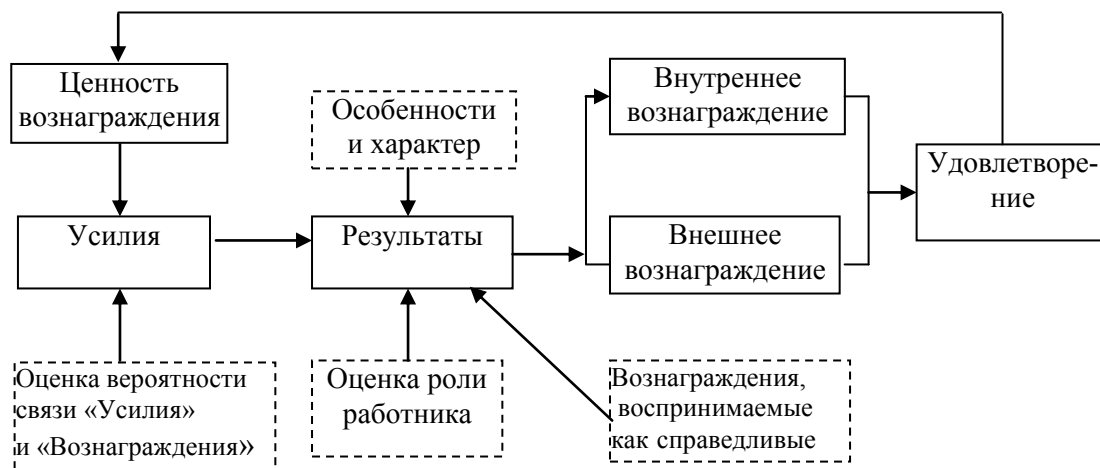 Ценность
вознаграждения
Особенности
и характер
Внутреннее
вознаграждение
Удовлетворе-
ние
Усилия
Результаты
Внешнее
вознаграждение
Оценка вероятности
связи «Усилия»
и «Вознаграждения»
Оценка роли
работника
Вознаграждения,
воспринимаемые
как справедливые